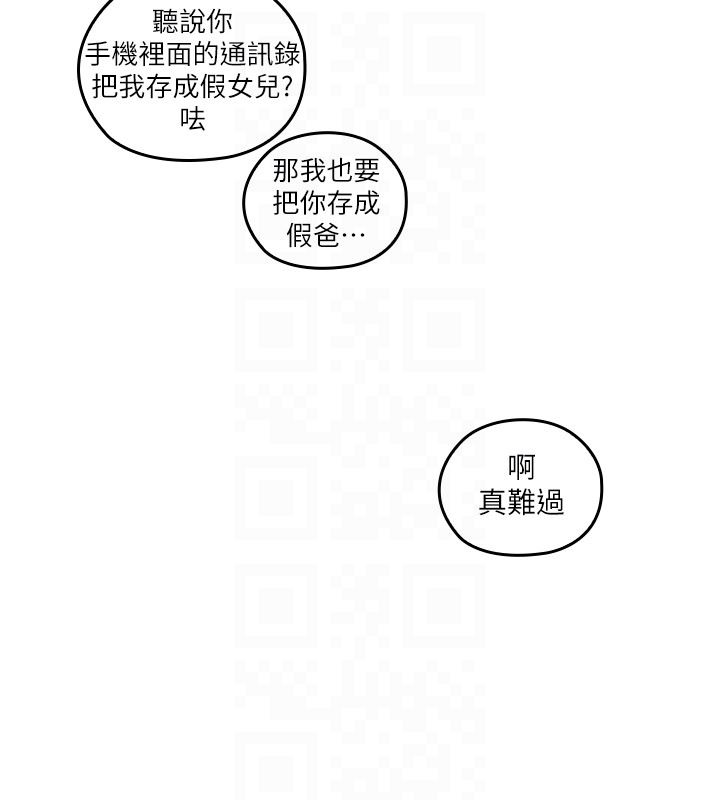 聽說你
手機裡面的通訊錄
把我存成假女兒?
呿
那我也要
把你存成
假爸⋯
啊
真難過